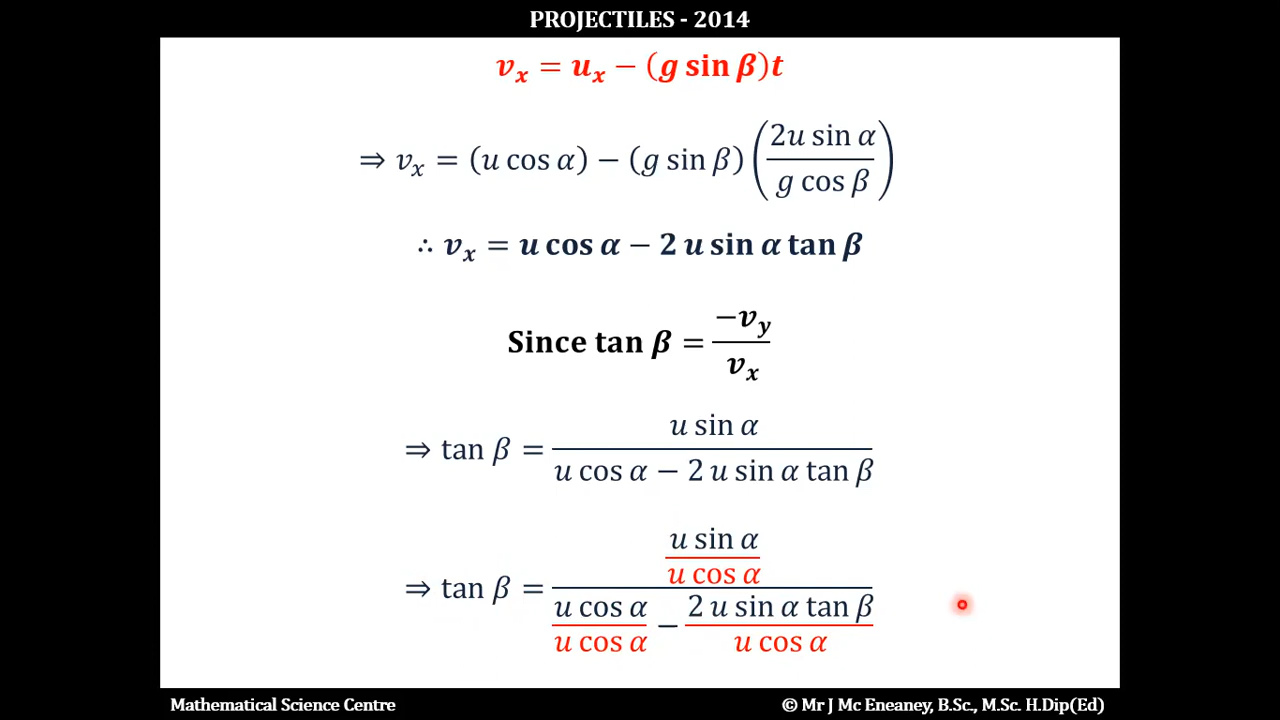 PROJECTILES - 2014
vₓ = uₓ − (g sin β)t
⇒ vₓ = (u cos α) − (g sin β) (2u sin α / g cos β)
∴ vₓ = u cos α − 2 u sin α tan β
Since tan β = −v_y / vₓ
⇒ tan β = u sin α / u cos α − 2 u sin α tan β
⇒ tan β = u sin α / u cos α / u cos α / u cos α − 2 u sin α tan β / u cos α
Mathematical Science Centre
© Mr J Mc Eneaney, B.Sc., M.Sc. H.Dip(Ed)